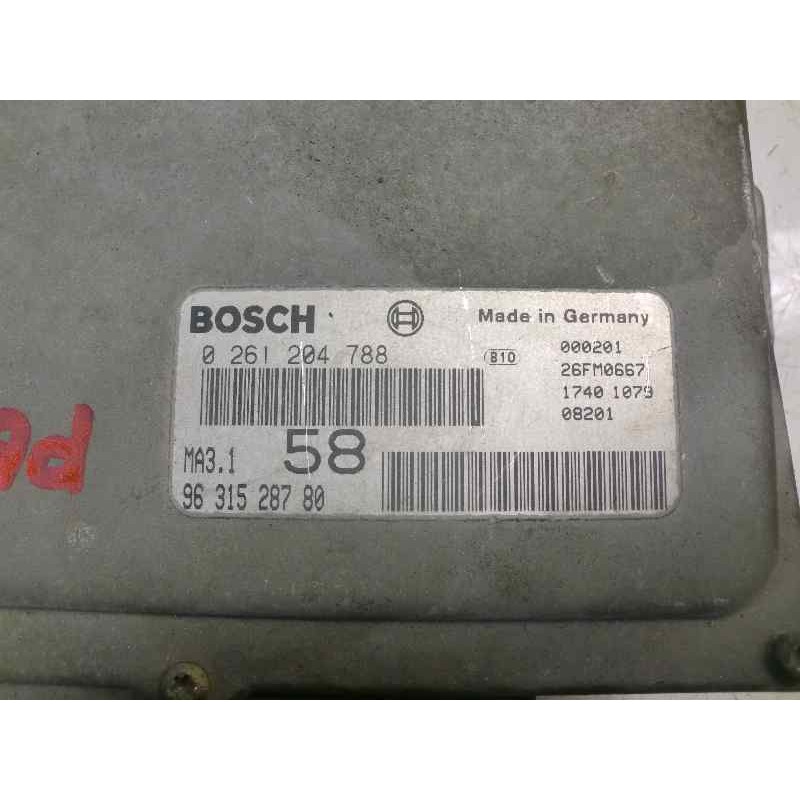 BOSCH Made in Germany
0 261 204 788 B10 000201
26FM0667
1740 1079
08201
MA3.1 58
96 315 287 80